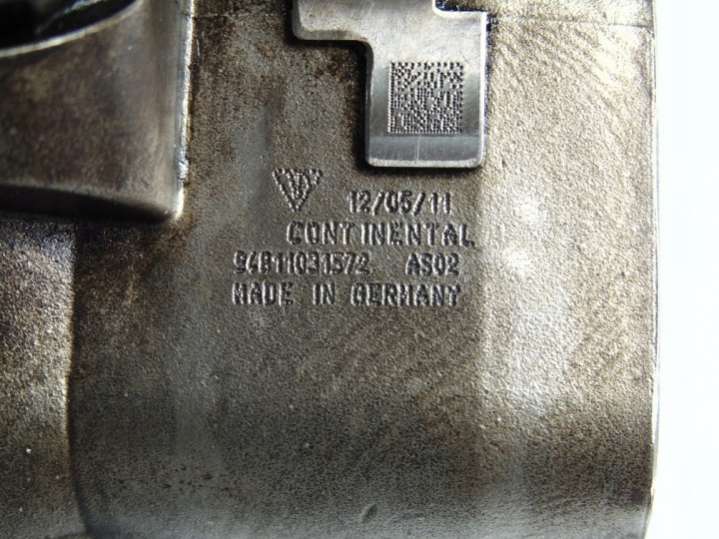 12/05/11
CONTINENTAL
94811031572 AS02
MADE IN GERMANY